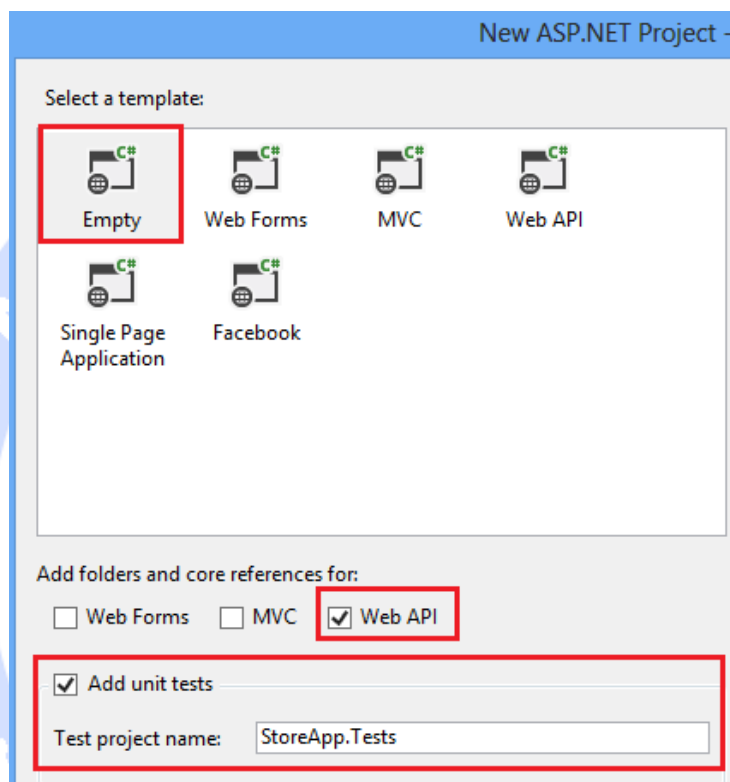 New ASP.NET Project -
Select a template:
C# C# C# C#
Empty Web Forms MVC Web API
C# C#
Single Page Facebook
Application
Add folders and core references for:
Web Forms MVC Web API
Add unit tests
Test project name: StoreApp.Tests